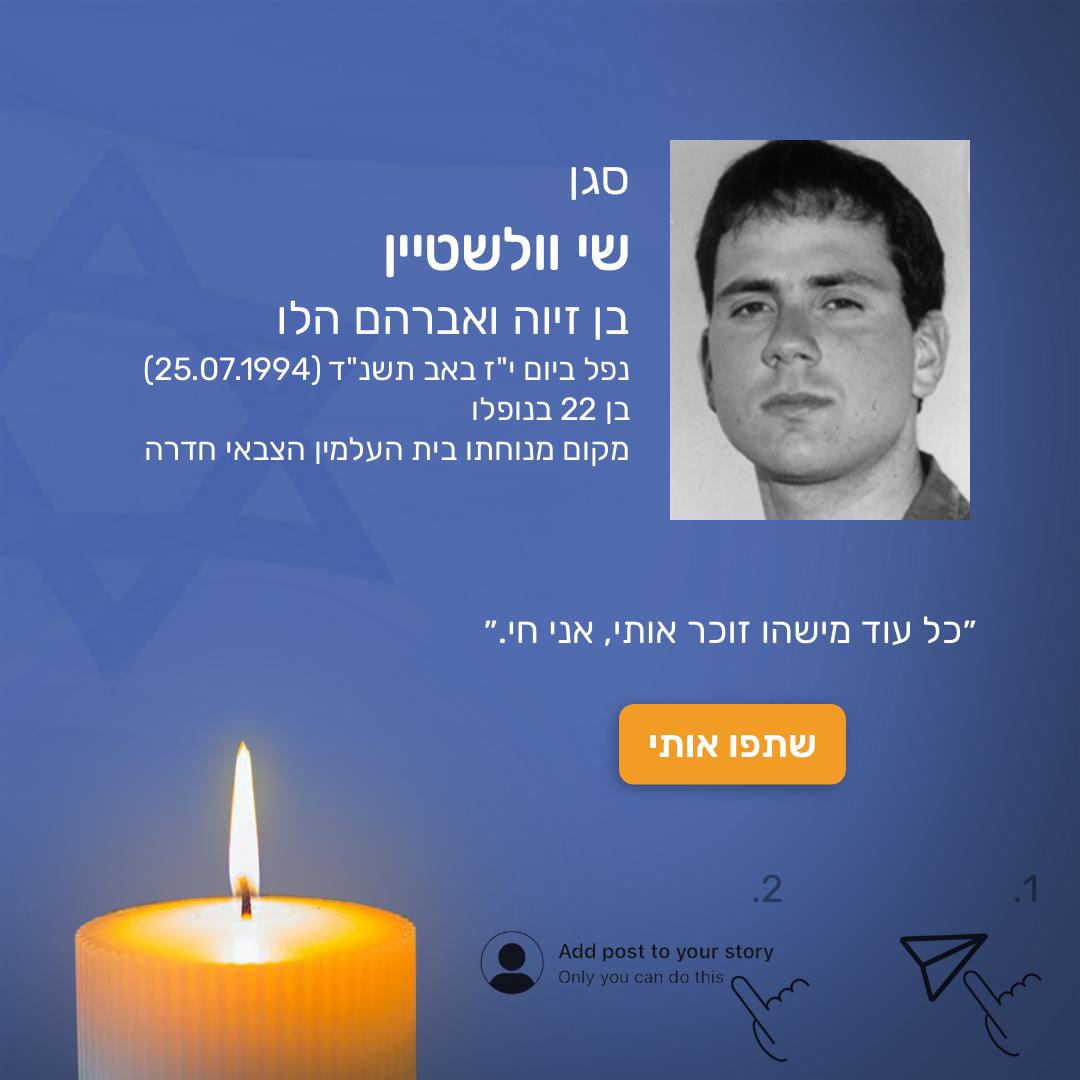 סגן
שי וולשטיין
בן זיוה ואברהם הלו
נפל ביום י"ז באב תשנ"ד (25.07.1994)
בן 22 בנופלו
מקום מנוחתו בית העלמין הצבאי חדרה
״כל עוד מישהו זוכר אותי, אני חי.״
שתפו אותי
1.
2.
Add post to your story
Only you can do this